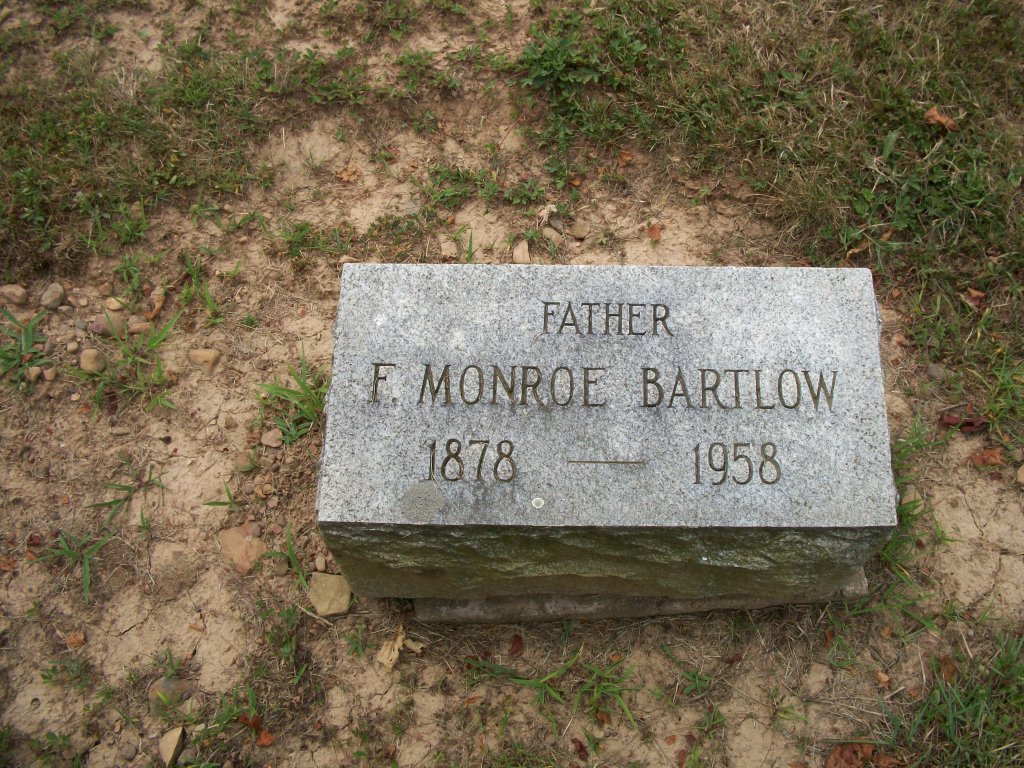 FATHER
F. MONROE BARTLOW
1878 — 1958